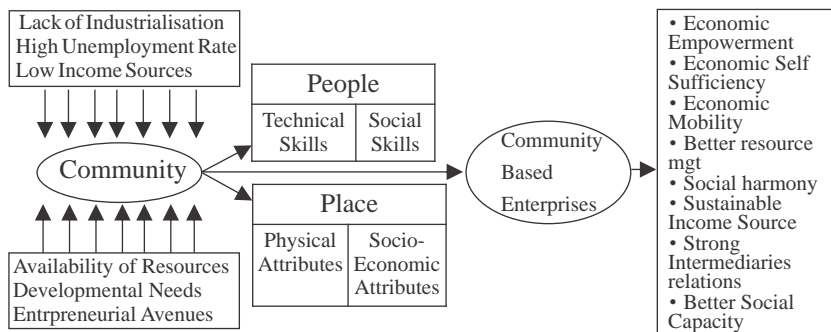 Lack of Industrialisation
High Unemployment Rate
Low Income Sources
Community
Availability of Resources
Developmental Needs
Entrpreneurial Avenues
People
Technical
Skills
Social
Skills
Place
Physical
Attributes
Socio-
Economic
Attributes
Community
Based
Enterprises
• Economic
Empowerment
• Economic Self
Sufficiency
• Economic
Mobility
• Better resource
mgt
• Social harmony
• Sustainable
Income Source
• Strong
Intermediaries
relations
• Better Social
Capacity